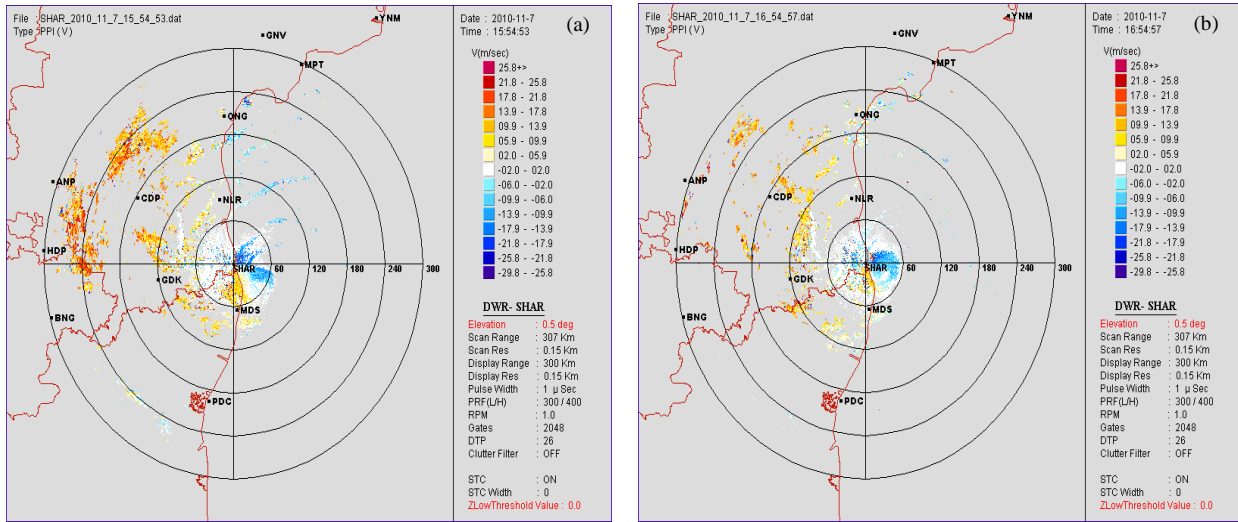 File : SHAR_2010_11_7_15_54_53.dat
Type : PPI ( V )
YNM
GNV
MPT
ONG
ANP
CDP
NLR
HDP
SHAR
60 120 180 240 300
GDK
MDS
BNG
PDC
Date : 2010-11-7
Time : 15:54:53
(a)
V(m/sec)
25.8+>
21.8 - 25.8
17.8 - 21.8
13.9 - 17.8
09.9 - 13.9
05.9 - 09.9
02.0 - 05.9
-02.0 - 02.0
-06.0 - -02.0
-09.9 - -06.0
-13.9 - -09.9
-17.9 - -13.9
-21.8 - -17.9
-25.8 - -21.8
-29.8 - -25.8
DWR- SHAR
Elevation : 0.5 deg
Scan Range : 307 Km
Scan Res : 0.15 Km
Display Range : 300 Km
Display Res : 0.15 Km
Pulse Width : 1 µ Sec
PRF(L/H) : 300 / 400
RPM : 1.0
Gates : 2048
DTP : 26
Clutter Filter : OFF
STC : ON
STC Width : 0
ZLowThreshold Value : 0.0
File : SHAR_2010_11_7_16_54_57.dat
Type : PPI ( V )
YNM
GNV
MPT
ONG
ANP
CDP
NLR
HDP
SHAR
60 120 180 240 300
GDK
MDS
BNG
PDC
Date : 2010-11-7
Time : 16:54:57
(b)
V(m/sec)
25.8+>
21.8 - 25.8
17.8 - 21.8
13.9 - 17.8
09.9 - 13.9
05.9 - 09.9
02.0 - 05.9
-02.0 - 02.0
-06.0 - -02.0
-09.9 - -06.0
-13.9 - -09.9
-17.9 - -13.9
-21.8 - -17.9
-25.8 - -21.8
-29.8 - -25.8
DWR- SHAR
Elevation : 0.5 deg
Scan Range : 307 Km
Scan Res : 0.15 Km
Display Range : 300 Km
Display Res : 0.15 Km
Pulse Width : 1 µ Sec
PRF(L/H) : 300 / 400
RPM : 1.0
Gates : 2048
DTP : 26
Clutter Filter : OFF
STC : ON
STC Width : 0
ZLowThreshold Value : 0.0